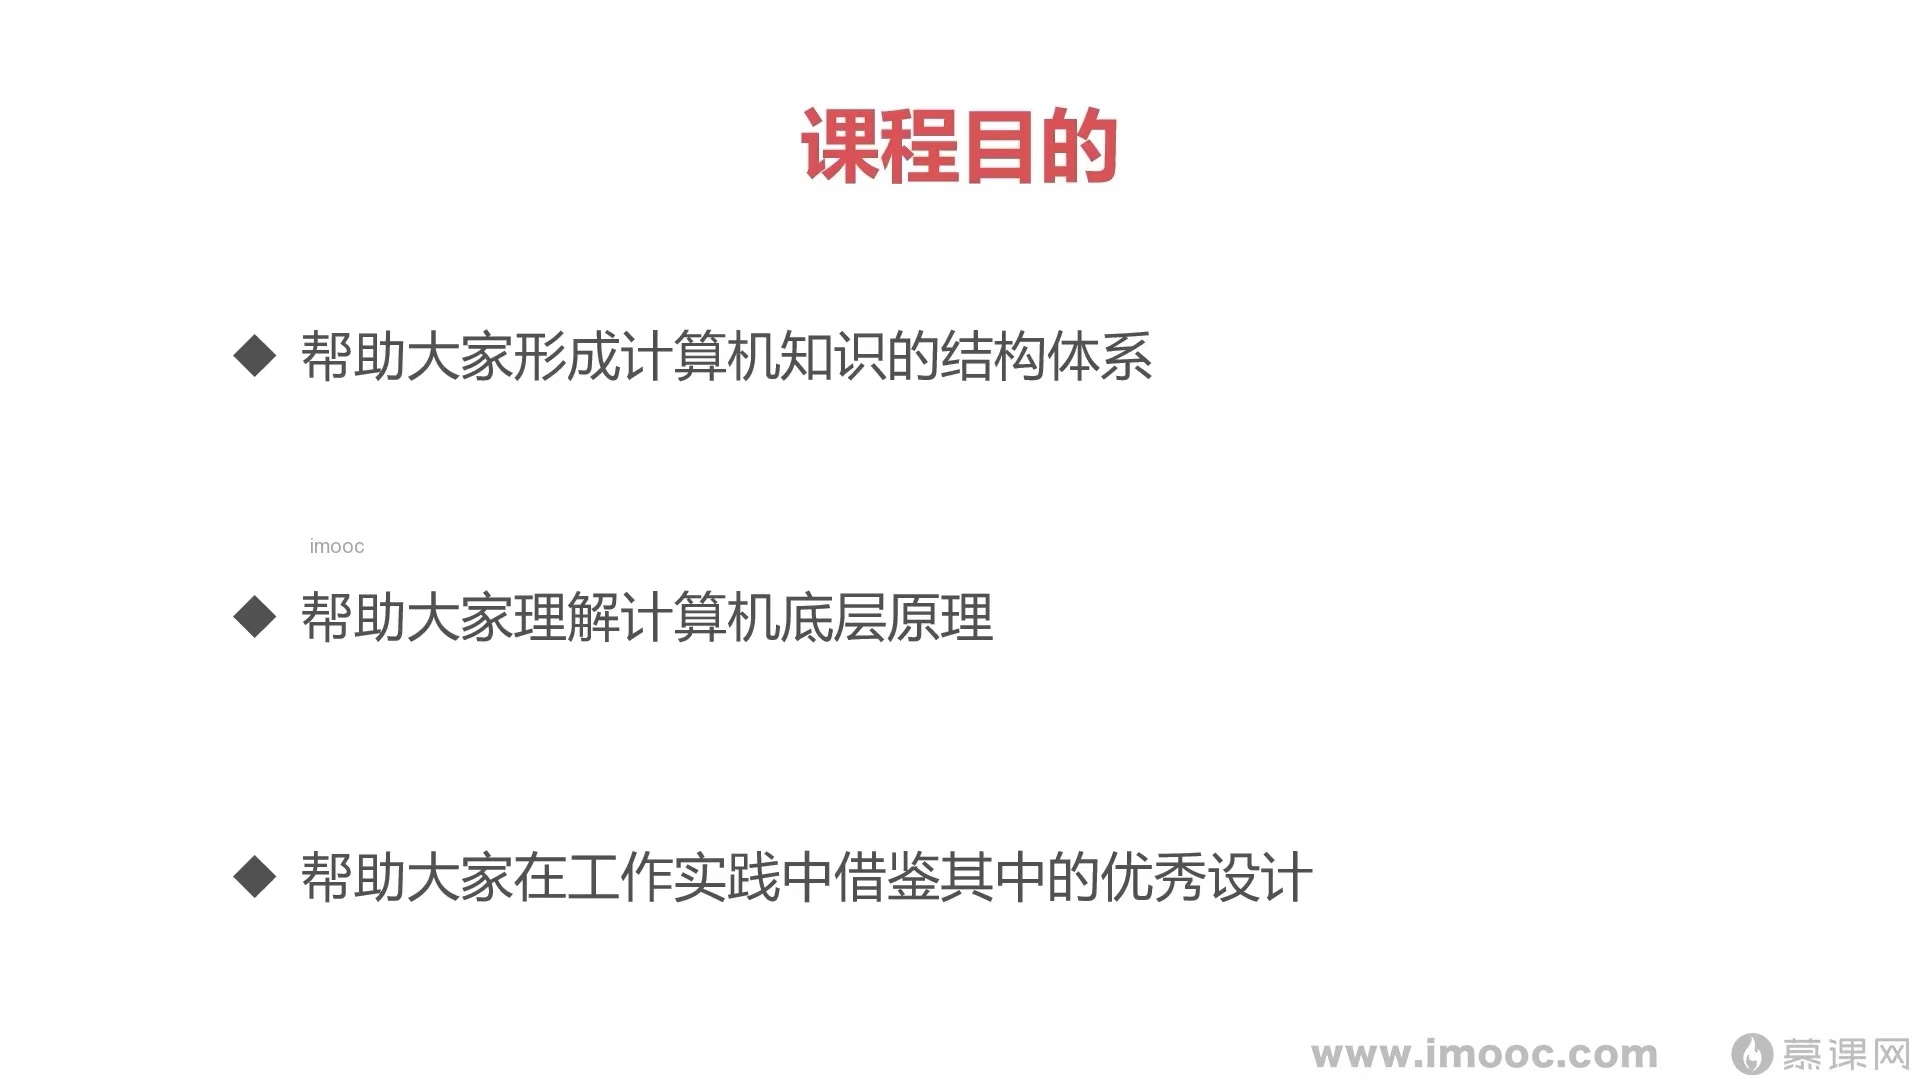 课程目的
帮助大家形成计算机知识的结构体系
imooc
帮助大家理解计算机底层原理
帮助大家在工作实践中借鉴其中的优秀设计
www.imooc.com 慕课网